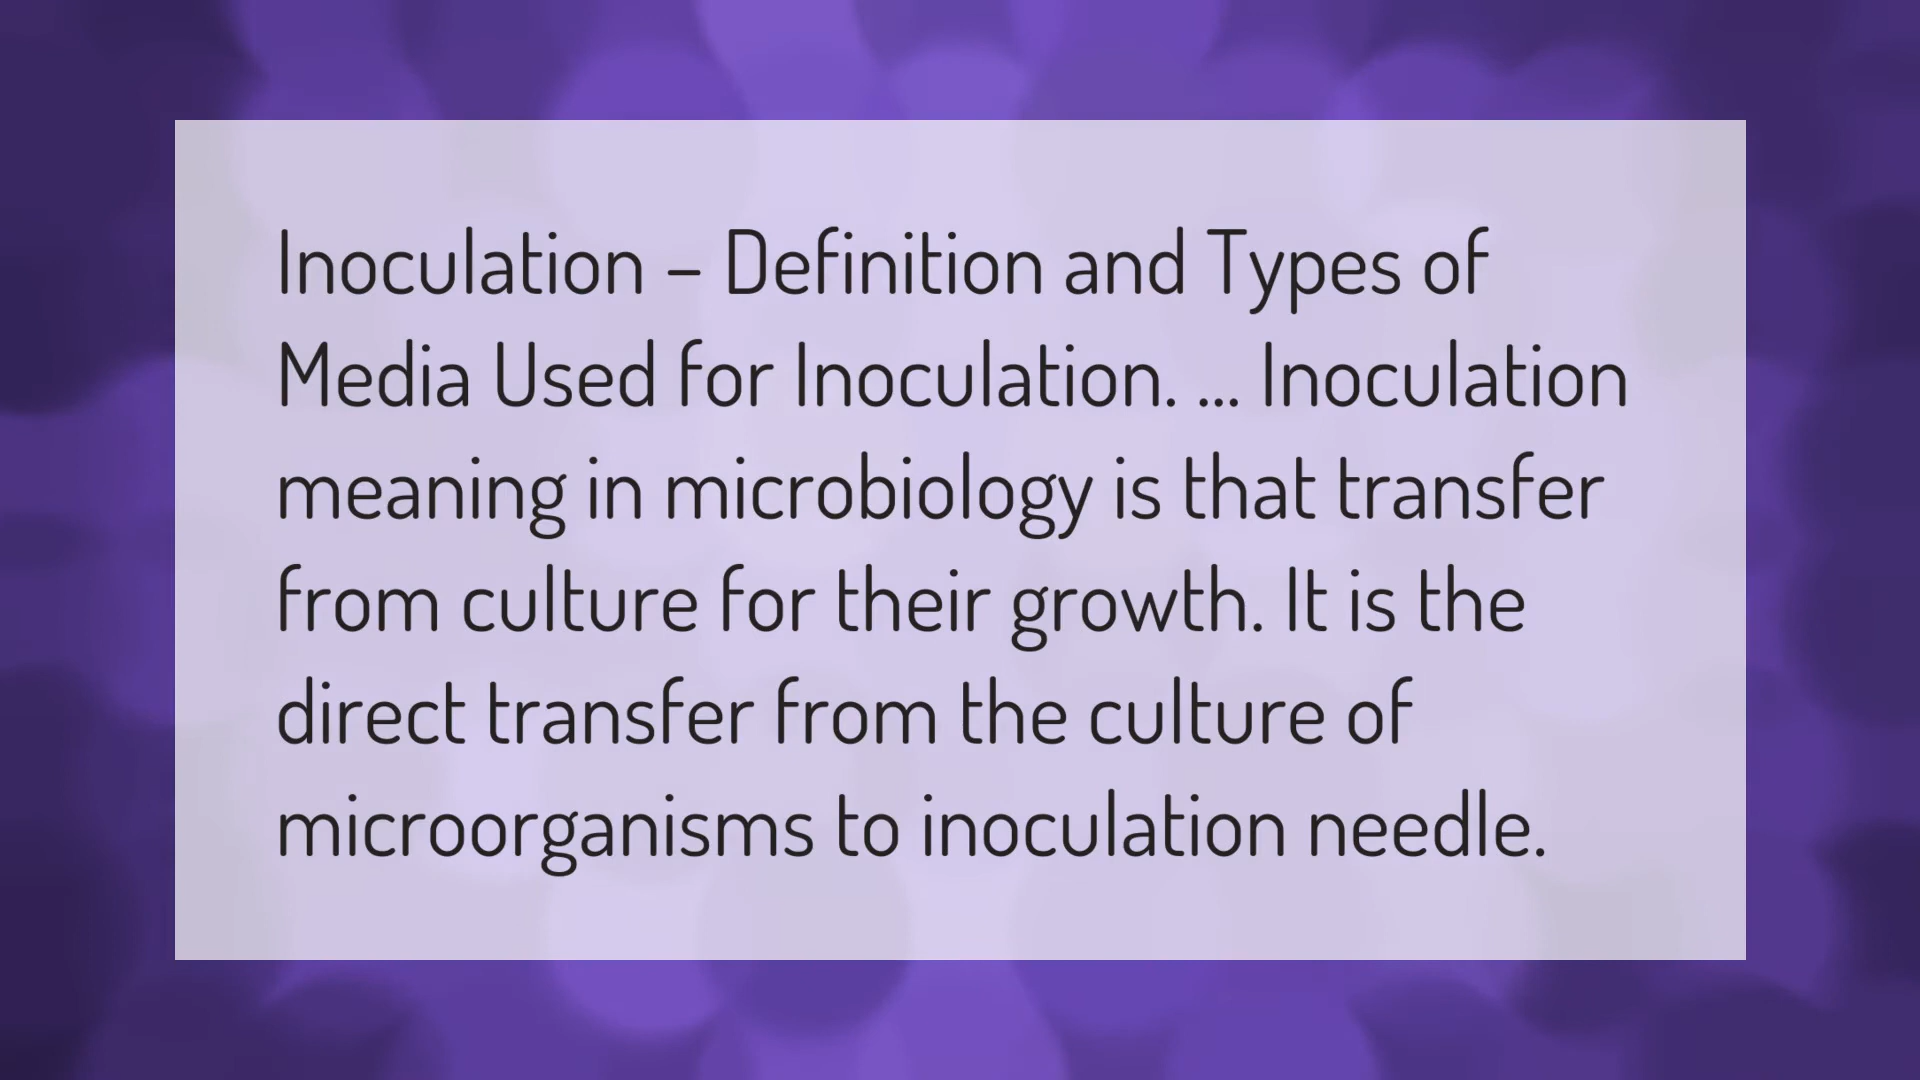 Inoculation – Definition and Types of
Media Used for Inoculation. ... Inoculation
meaning in microbiology is that transfer
from culture for their growth. It is the
direct transfer from the culture of
microorganisms to inoculation needle.